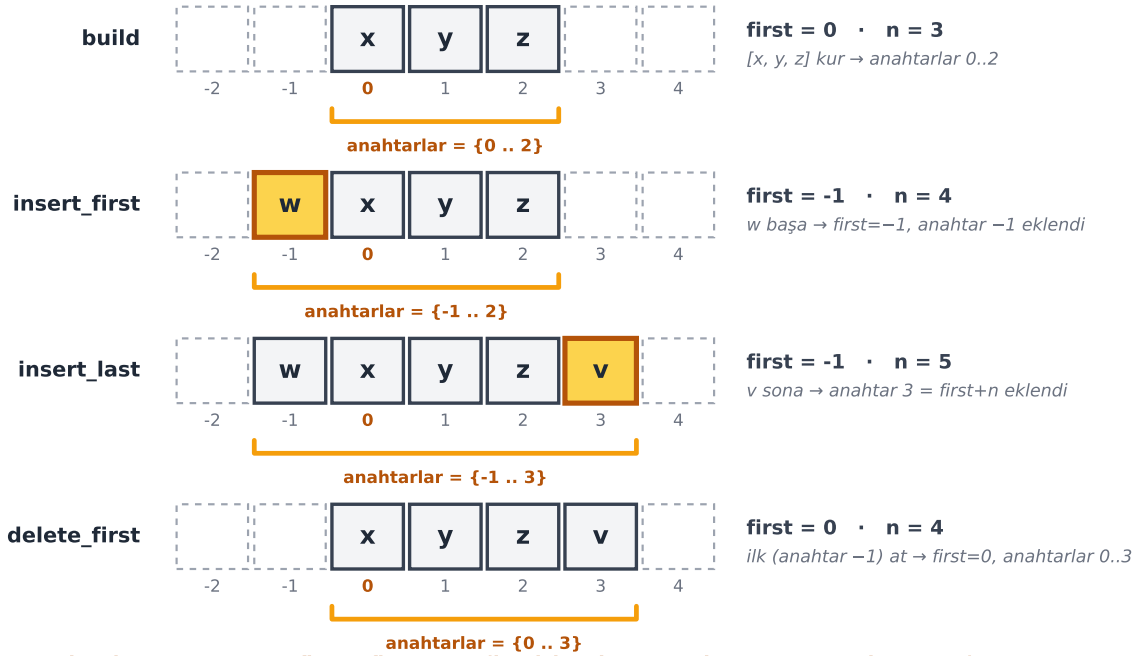 build
x y z
first = 0 · n = 3
[x, y, z] kur → anahtarlar 0..2
-2 -1 0 1 2 3 4
anahtarlar = {0 .. 2}
insert_first
w x y z
first = -1 · n = 4
w başa → first=−1, anahtar −1 eklendi
-2 -1 0 1 2 3 4
anahtarlar = {-1 .. 2}
insert_last
w x y z v
first = -1 · n = 5
v sona → anahtar 3 = first+n eklendi
-2 -1 0 1 2 3 4
anahtarlar = {-1 .. 3}
delete_first
x y z v
first = 0 · n = 4
ilk (anahtar −1) at → first=0, anahtarlar 0..3
-2 -1 0 1 2 3 4
anahtarlar = {0 .. 3}